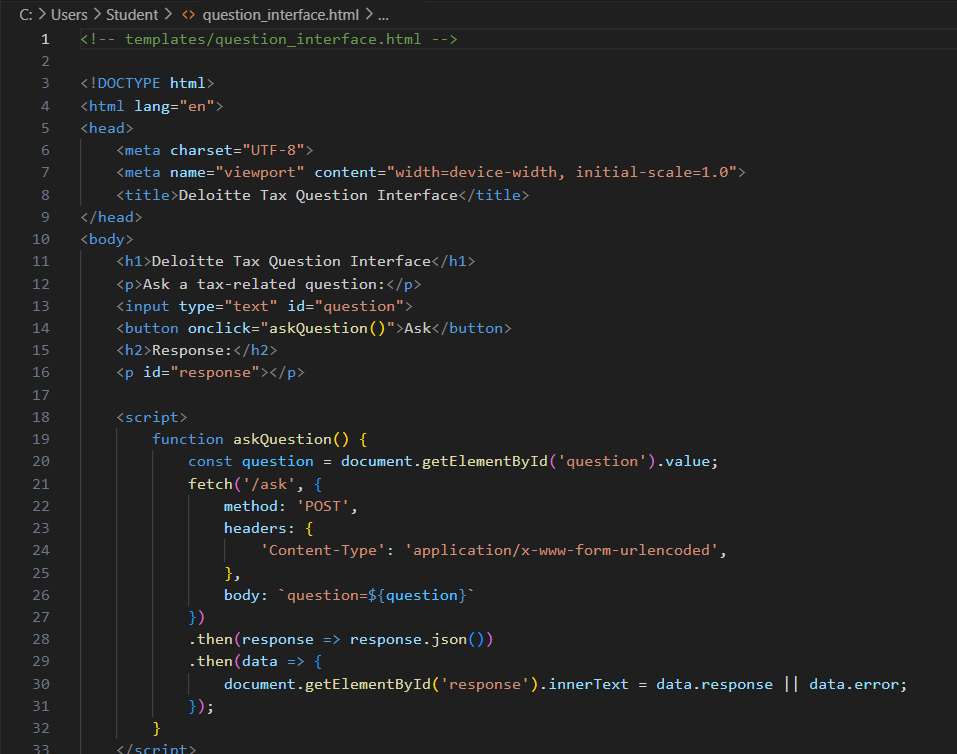 C: > Users > Student > <> question_interface.html > ...
1 <!-- templates/question_interface.html -->
2
3 <!DOCTYPE html>
4 <html lang="en">
5 <head>
6     <meta charset="UTF-8">
7     <meta name="viewport" content="width=device-width, initial-scale=1.0">
8     <title>Deloitte Tax Question Interface</title>
9 </head>
10 <body>
11     <h1>Deloitte Tax Question Interface</h1>
12     <p>Ask a tax-related question:</p>
13     <input type="text" id="question">
14     <button onclick="askQuestion()">Ask</button>
15     <h2>Response:</h2>
16     <p id="response"></p>
17
18     <script>
19         function askQuestion() {
20             const question = document.getElementById('question').value;
21             fetch('/ask', {
22                 method: 'POST',
23                 headers: {
24                     'Content-Type': 'application/x-www-form-urlencoded',
25                 },
26                 body: `question=${question}`
27             })
28             .then(response => response.json())
29             .then(data => {
30                 document.getElementById('response').innerText = data.response || data.error;
31             });
32         }
33     </script>